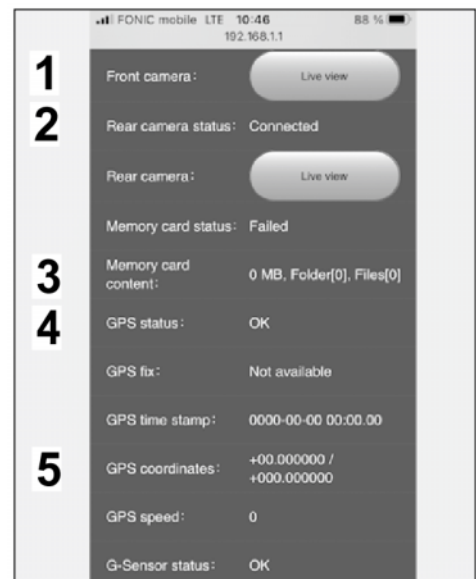 FONIC mobile LTE 10:46 88 %
192.168.1.1
1 Front camera: Live view
2 Rear camera status: Connected
Rear camera: Live view
Memory card status: Failed
3 Memory card
content: 0 MB, Folder[0], Files[0]
4 GPS status: OK
GPS fix: Not available
GPS time stamp: 0000-00-00 00:00.00
5 GPS coordinates: +00.000000 /
+000.000000
GPS speed: 0
G-Sensor status: OK